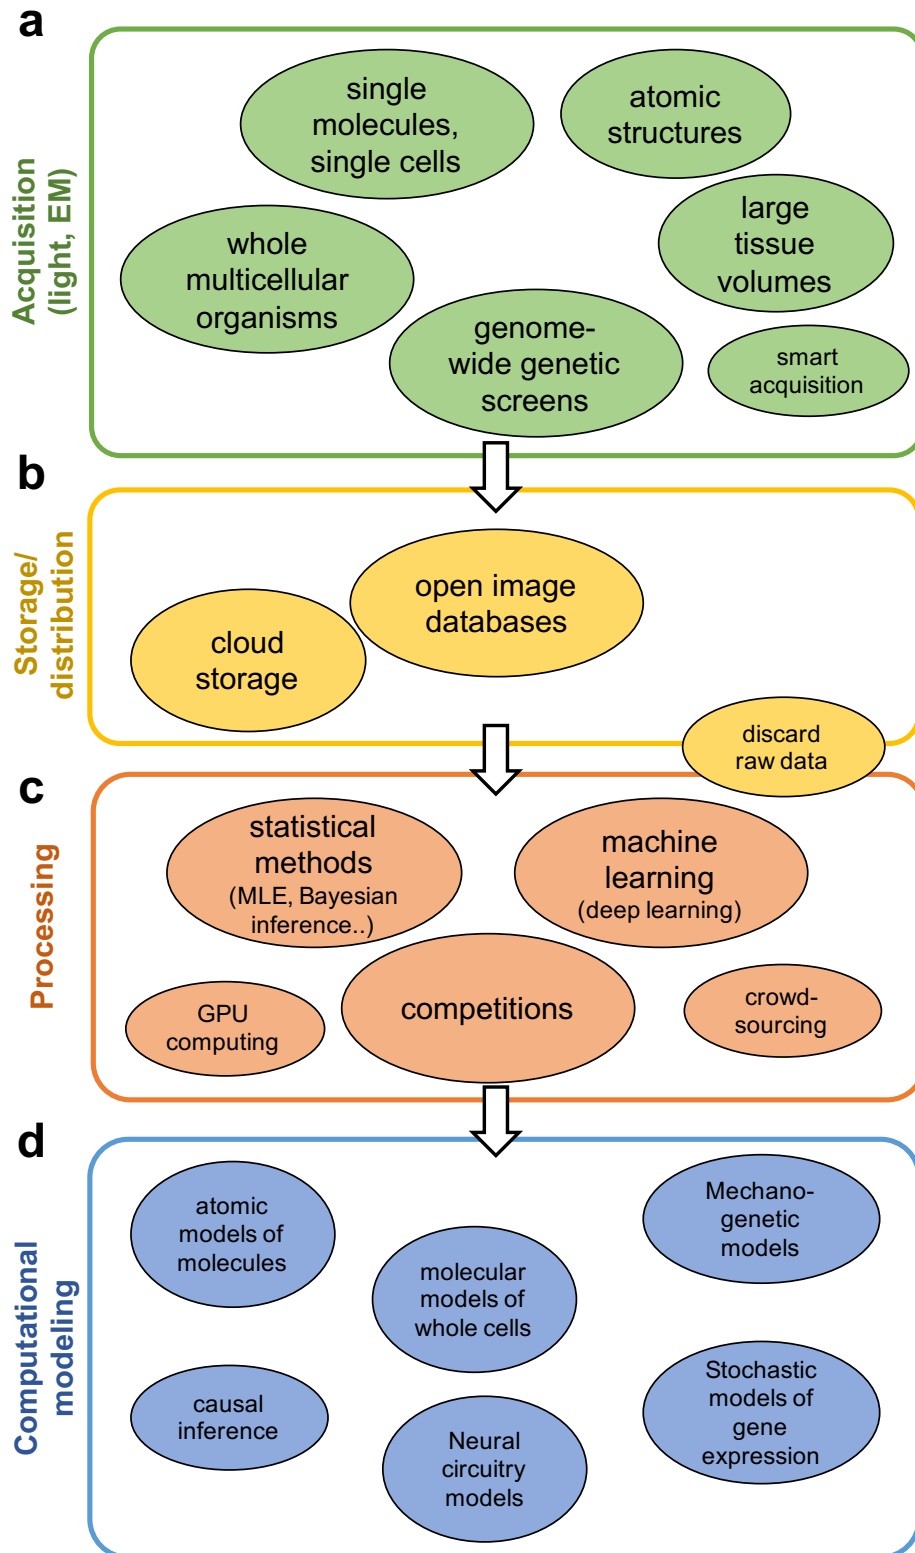 a
Acquisition
(light, EM)
single
molecules,
single cells
atomic
structures
whole
multicellular
organisms
large
tissue
volumes
genome-
wide genetic
screens
smart
acquisition
b
Storage/
distribution
open image
databases
cloud
storage
discard
raw data
c
Processing
statistical
methods
(MLE, Bayesian
inference..)
machine
learning
(deep learning)
competitions
GPU
computing
crowd-
sourcing
d
Computational
modeling
atomic
models of
molecules
molecular
models of
whole cells
Mechano-
genetic
models
causal
inference
Neural
circuitry
models
Stochastic
models of
gene
expression